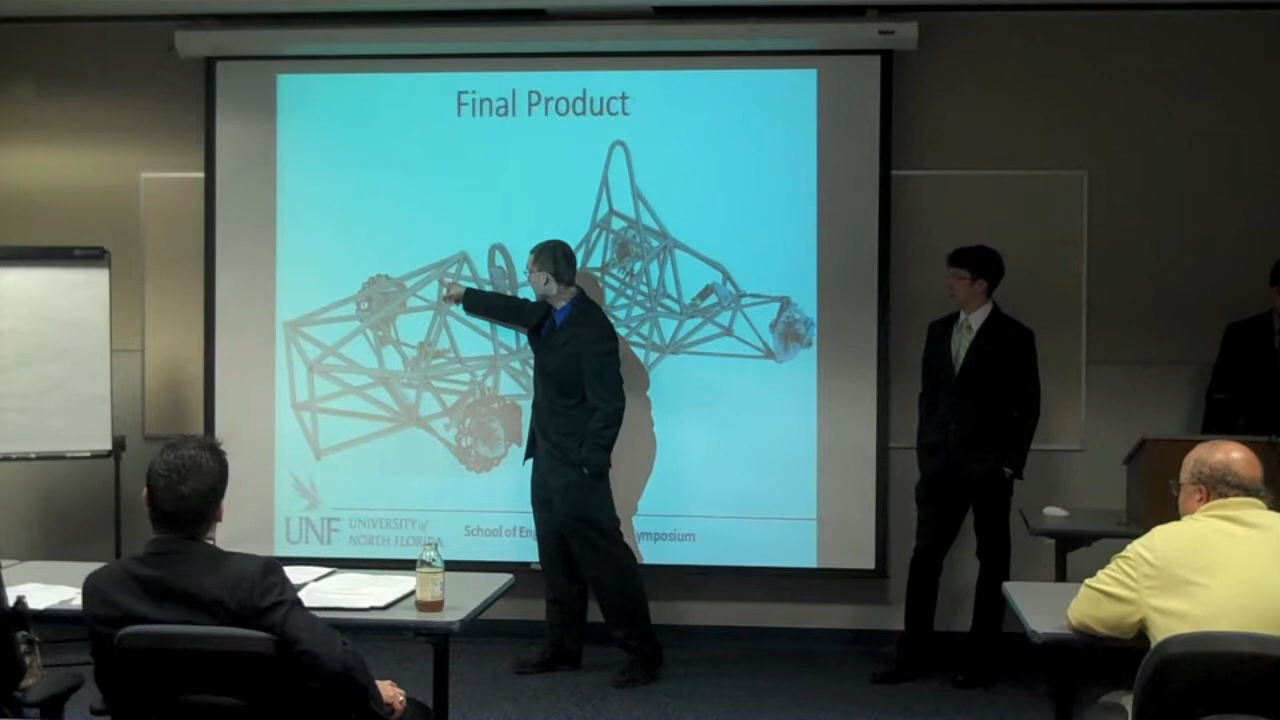 Final Product
UNF
UNIVERSITY of
NORTH FLORIDA
School of En
ymposium